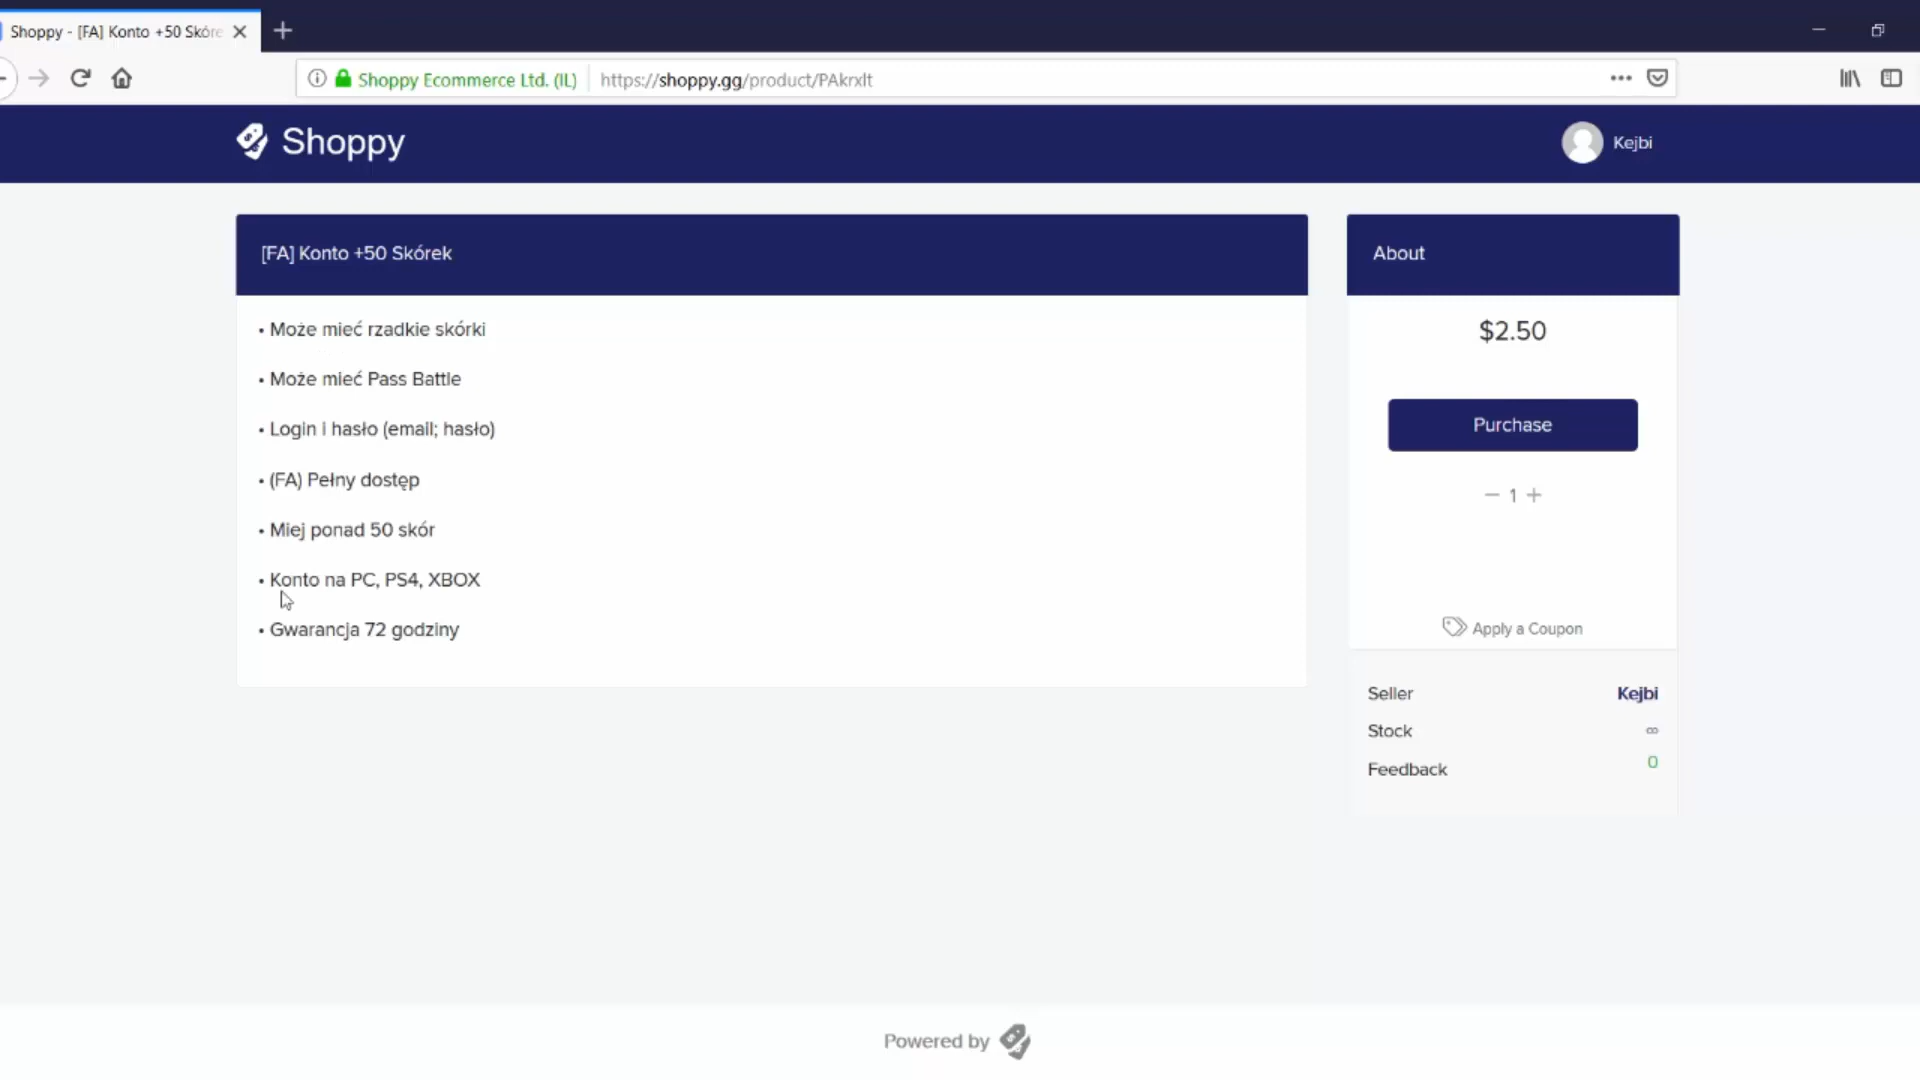 Shoppy - [FA] Konto +50 Skóre
Shoppy Ecommerce Ltd. (IL) https://shoppy.gg/product/PAkrxlt
Shoppy
Kejbi
[FA] Konto +50 Skórek
• Może mieć rzadkie skórki
• Może mieć Pass Battle
• Login i hasło (email; hasło)
• (FA) Pełny dostęp
• Miej ponad 50 skór
• Konto na PC, PS4, XBOX
• Gwarancja 72 godziny
About
$2.50
Purchase
− 1 +
Apply a Coupon
Seller Kejbi
Stock ∞
Feedback 0
Powered by